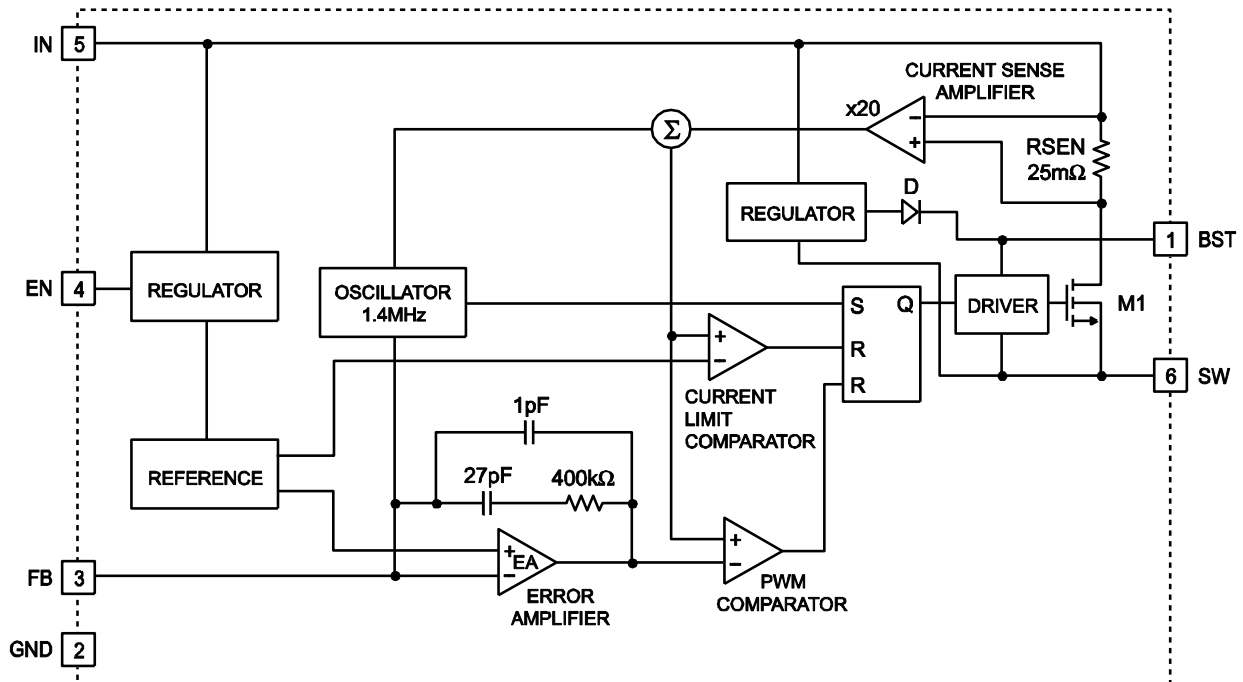 IN 5
CURRENT SENSE
AMPLIFIER
x20
Σ
−
+
RSEN
25mΩ
D
REGULATOR
1 BST
EN 4
REGULATOR
OSCILLATOR
1.4MHz
S Q
R
R
DRIVER
M1
+
−
6 SW
CURRENT
LIMIT
COMPARATOR
1pF
REFERENCE
27pF
400kΩ
+
EA
−
+
−
FB 3
ERROR
AMPLIFIER
PWM
COMPARATOR
GND 2